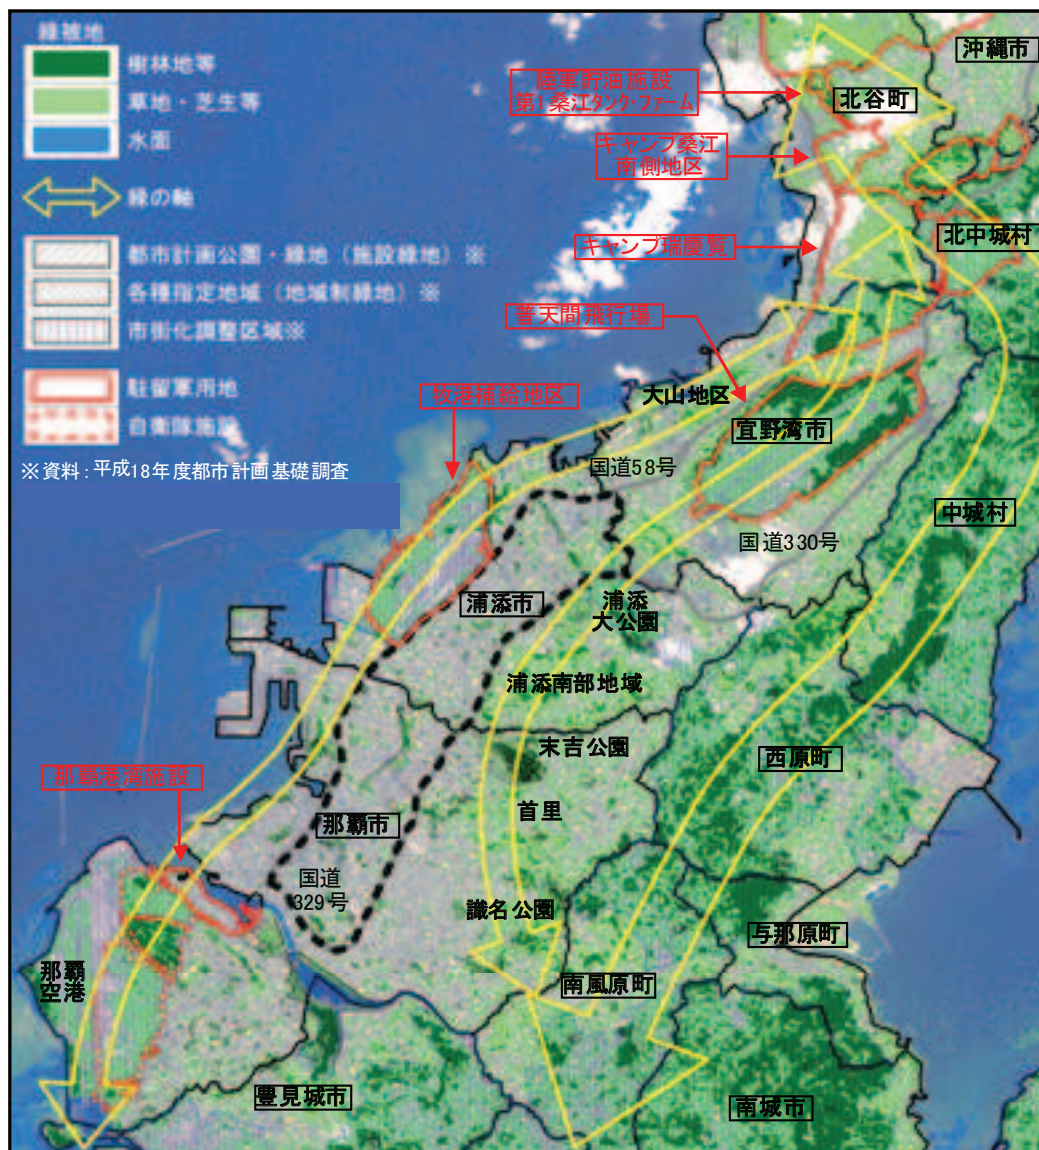 緑被地
樹林地等
草地・芝生等
水面
緑の軸
都市計画公園・緑地（施設緑地）※
各種指定地域（地域制緑地）※
市街化調整区域※
駐留軍用地
自衛隊施設
※資料：平成18年度都市計画基礎調査
沖縄市
陸軍貯油施設
第1桑江タンク・ファーム
北谷町
キャンプ桑江
南側地区
北中城村
キャンプ瑞慶覧
普天間飛行場
大山地区
牧港補給地区
宜野湾市
国道58号
中城村
国道330号
浦添市
浦添
大公園
浦添南部地域
末吉公園
西原町
那覇港湾施設
首里
那覇市
国道
329号
識名公園
与那原町
那覇
空港
南風原町
豊見城市
南城市